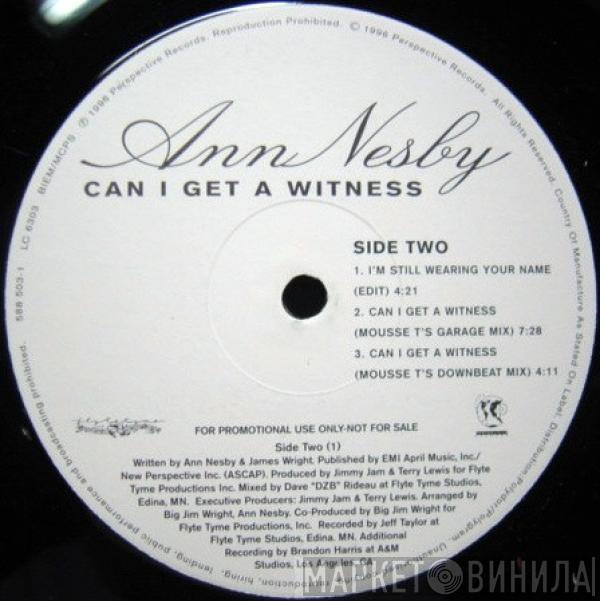 ℗ 1996 Perspective Records. Reproduction Prohibited. © 1996 Perspective Records. All Rights Reserved. Country Of Manufacture As Stated On Label. Distribution: Polydor/Polygram.
Ann Nesby
CAN I GET A WITNESS
588 503-1 LC 6303 BIEM/MCPS
SIDE TWO
1. I'M STILL WEARING YOUR NAME
(EDIT) 4:21
2. CAN I GET A WITNESS
(MOUSSE T'S GARAGE MIX) 7:28
3. CAN I GET A WITNESS
(MOUSSE T'S DOWNBEAT MIX) 4:11
FOR PROMOTIONAL USE ONLY-NOT FOR SALE
Side Two (1)
Written by Ann Nesby & James Wright. Published by EMI April Music, Inc./
New Perspective Inc. (ASCAP). Produced by Jimmy Jam & Terry Lewis for Flyte
Tyme Productions Inc. Mixed by Dave "DZB" Rideau at Flyte Tyme Studios,
Edina, MN. Executive Producers: Jimmy Jam & Terry Lewis. Arranged by
Big Jim Wright, Ann Nesby. Co-Produced by Big Jim Wright for
Flyte Tyme Productions, Inc. Recorded by Jeff Taylor at
Flyte Tyme Studios, Edina. MN. Additional
Recording by Brandon Harris at A&M
Studios, Los Angeles, CA
lending, public performance and broadcasting prohibited.
МАРКЕТ ВИНИЛА